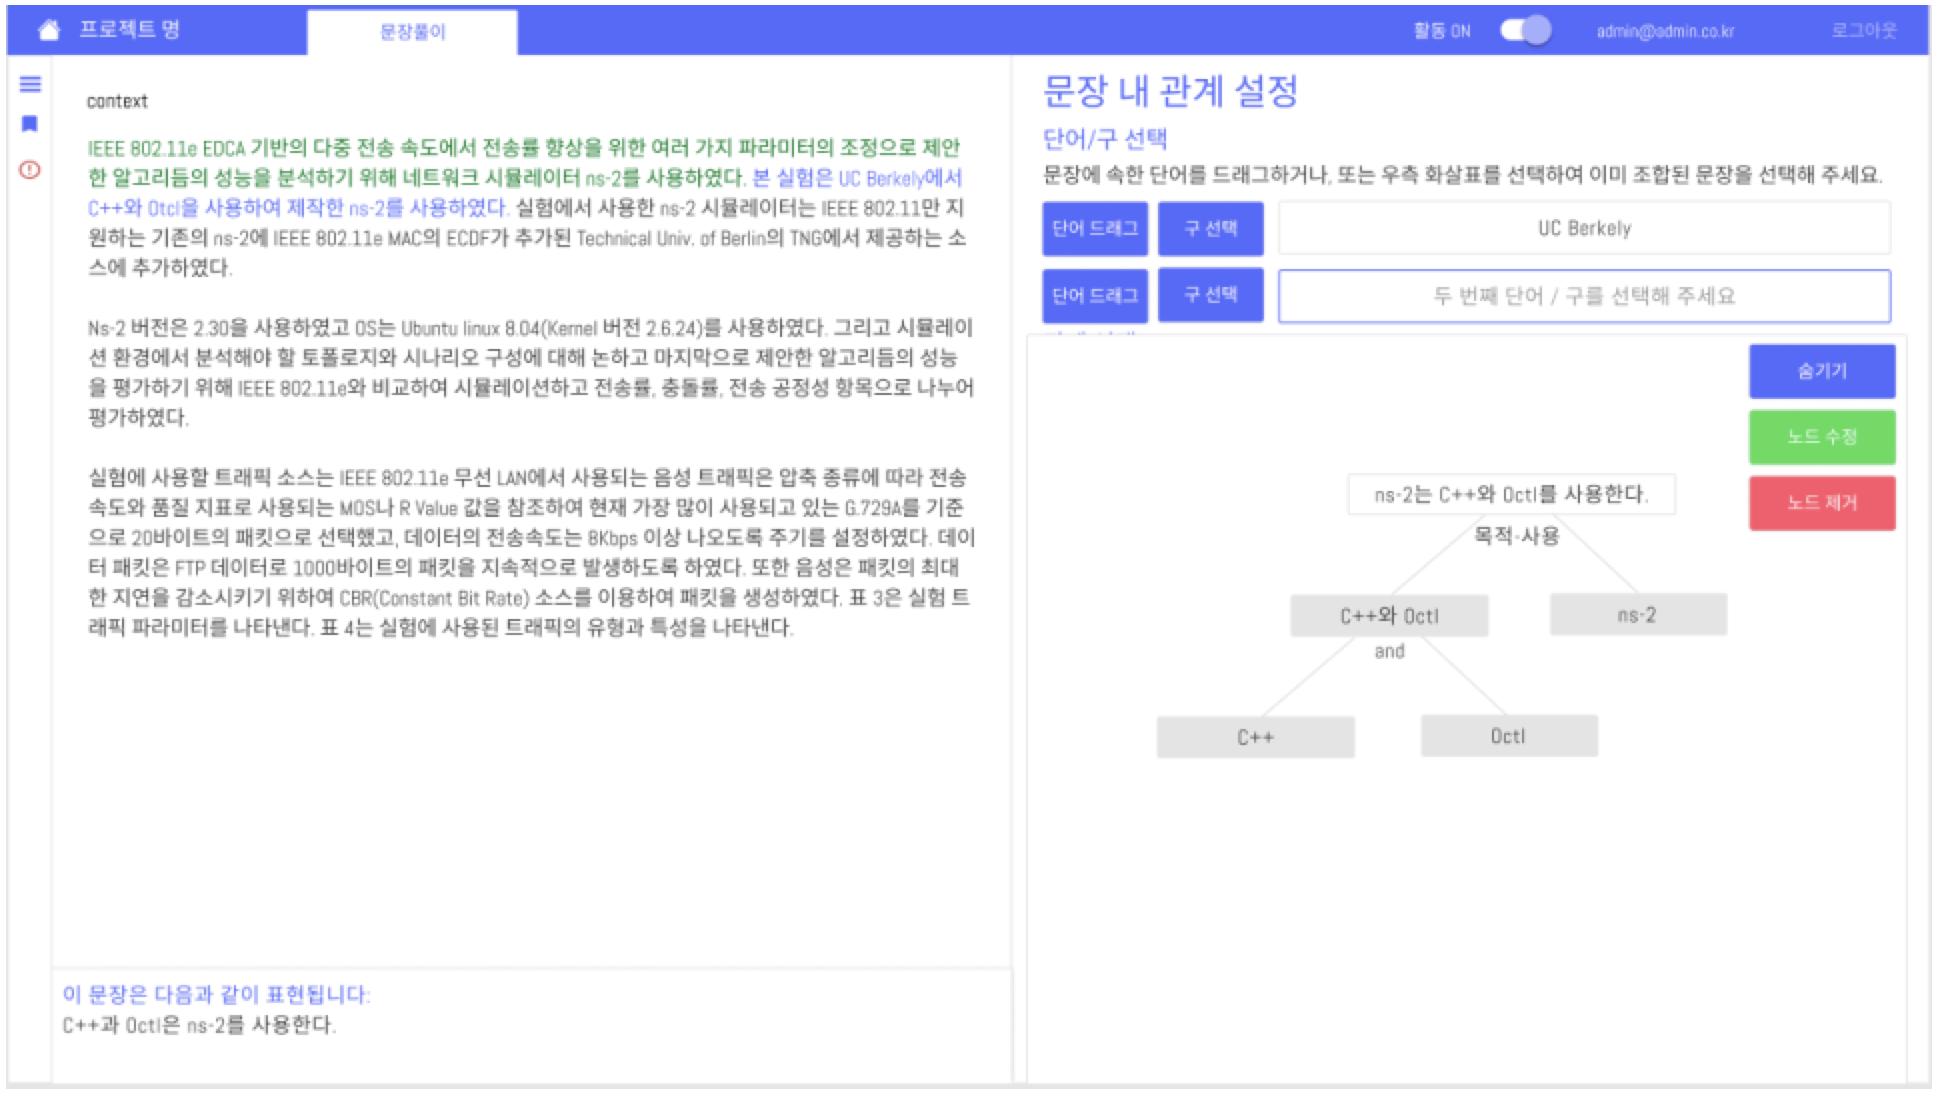 프로젝트 명
문장풀이
활동 ON
admin@admin.co.kr
로그아웃
context
IEEE 802.11e EDCA 기반의 다중 전송 속도에서 전송률 향상을 위한 여러 가지 파라미터의 조정으로 제안
한 알고리듬의 성능을 분석하기 위해 네트워크 시뮬레이터 ns-2를 사용하였다. 본 실험은 UC Berkely에서
C++와 Otcl을 사용하여 제작한 ns-2를 사용하였다. 실험에서 사용한 ns-2 시뮬레이터는 IEEE 802.11만 지
원하는 기존의 ns-2에 IEEE 802.11e MAC의 ECDF가 추가된 Technical Univ. of Berlin의 TNG에서 제공하는 소
스에 추가하였다.
Ns-2 버전은 2.30을 사용하였고 OS는 Ubuntu linux 8.04(Kernel 버전 2.6.24)를 사용하였다. 그리고 시뮬레이
션 환경에서 분석해야 할 토폴로지와 시나리오 구성에 대해 논하고 마지막으로 제안한 알고리듬의 성능
을 평가하기 위해 IEEE 802.11e와 비교하여 시뮬레이션하고 전송률, 충돌률, 전송 공정성 항목으로 나누어
평가하였다.
실험에 사용할 트래픽 소스는 IEEE 802.11e 무선 LAN에서 사용되는 음성 트래픽은 압축 종류에 따라 전송
속도와 품질 지표로 사용되는 MOS나 R Value 값을 참조하여 현재 가장 많이 사용되고 있는 G.729A를 기준
으로 20바이트의 패킷으로 선택했고, 데이터의 전송속도는 8Kbps 이상 나오도록 주기를 설정하였다. 데이
터 패킷은 FTP 데이터로 1000바이트의 패킷을 지속적으로 발생하도록 하였다. 또한 음성은 패킷의 최대
한 지연을 감소시키기 위하여 CBR(Constant Bit Rate) 소스를 이용하여 패킷을 생성하였다. 표 3은 실험 트
래픽 파라미터를 나타낸다. 표 4는 실험에 사용된 트래픽의 유형과 특성을 나타낸다.
이 문장은 다음과 같이 표현됩니다:
C++과 Octl은 ns-2를 사용한다.
문장 내 관계 설정
단어/구 선택
문장에 속한 단어를 드래그하거나, 또는 우측 화살표를 선택하여 이미 조합된 문장을 선택해 주세요.
단어 드래그
구 선택
UC Berkely
단어 드래그
구 선택
두 번째 단어 / 구를 선택해 주세요
숨기기
노드 수정
노드 제거
ns-2는 C++와 Octl를 사용한다.
목적-사용
C++와 Octl
ns-2
and
C++
Octl